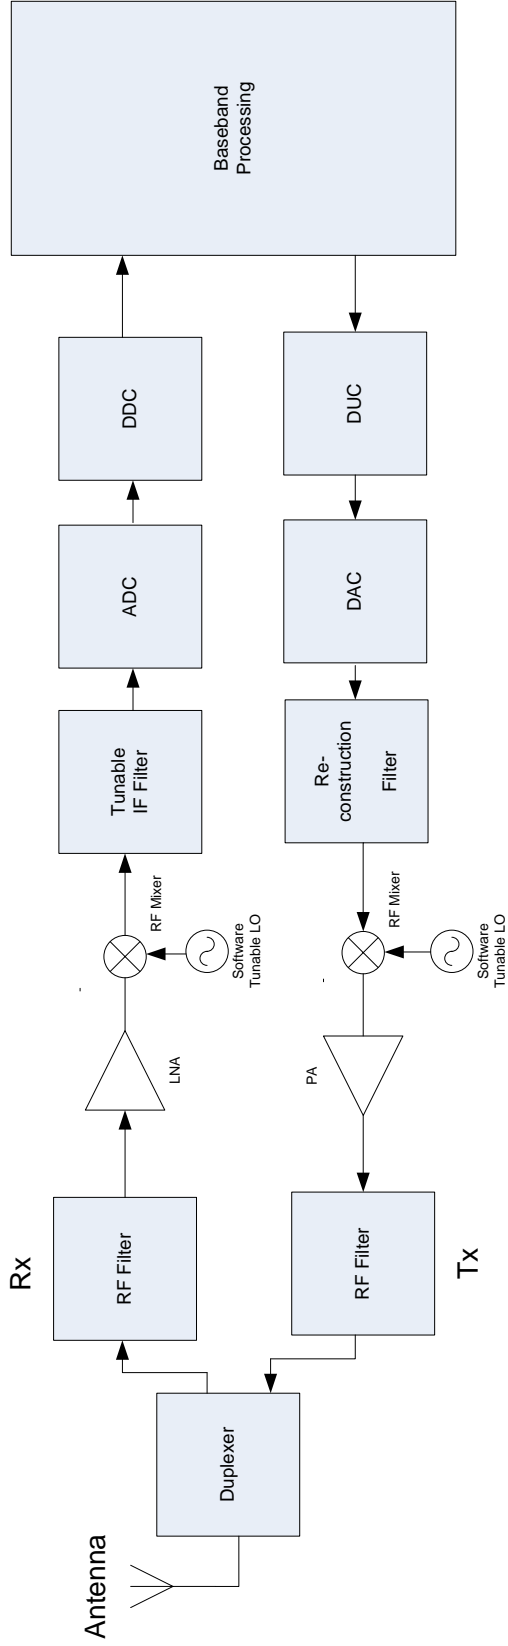 Antenna
Duplexer
Rx
RF Filter
LNA
RF Mixer
Software
Tunable LO
Tunable
IF Filter
ADC
DDC
Baseband
Processing
DUC
DAC
Re-
construction
Filter
RF Mixer
Software
Tunable LO
PA
RF Filter
Tx